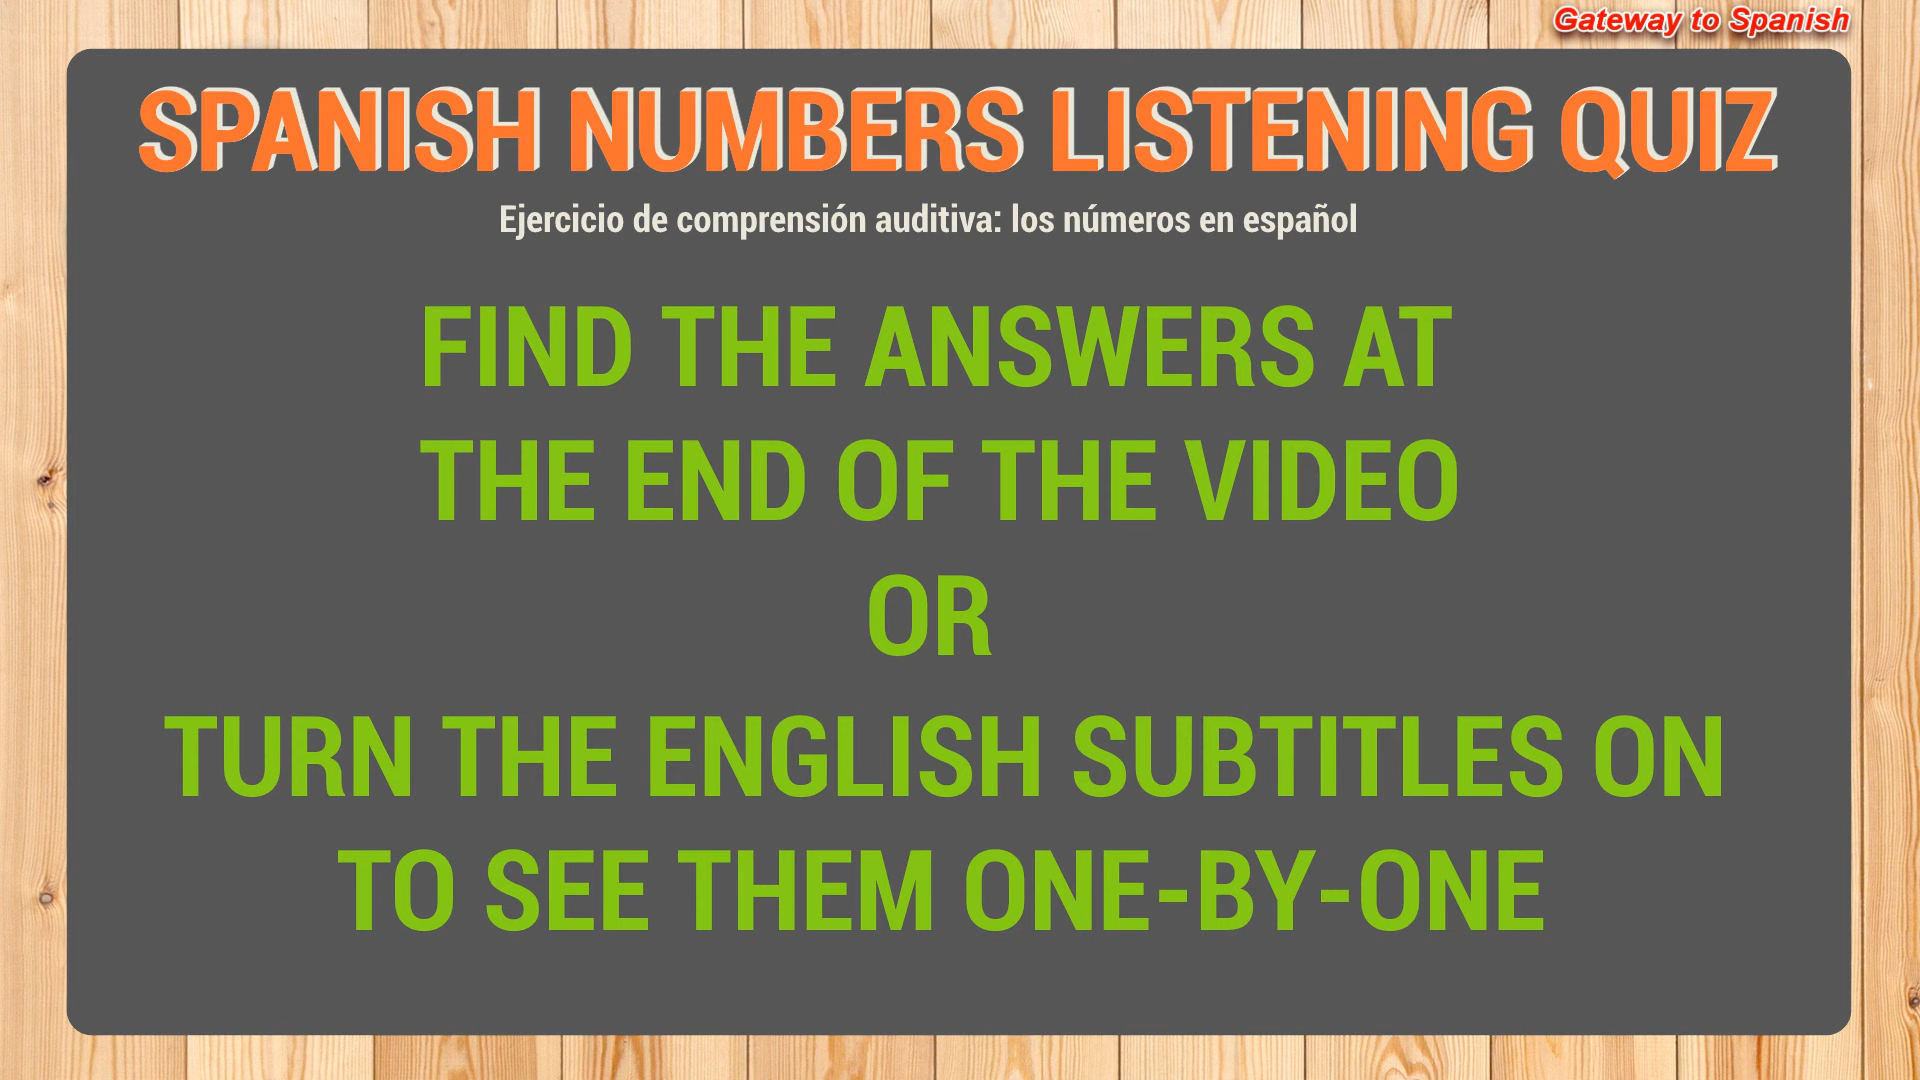 Gateway to Spanish
SPANISH NUMBERS LISTENING QUIZ
Ejercicio de comprensión auditiva: los números en español
FIND THE ANSWERS AT
THE END OF THE VIDEO
OR
TURN THE ENGLISH SUBTITLES ON
TO SEE THEM ONE-BY-ONE